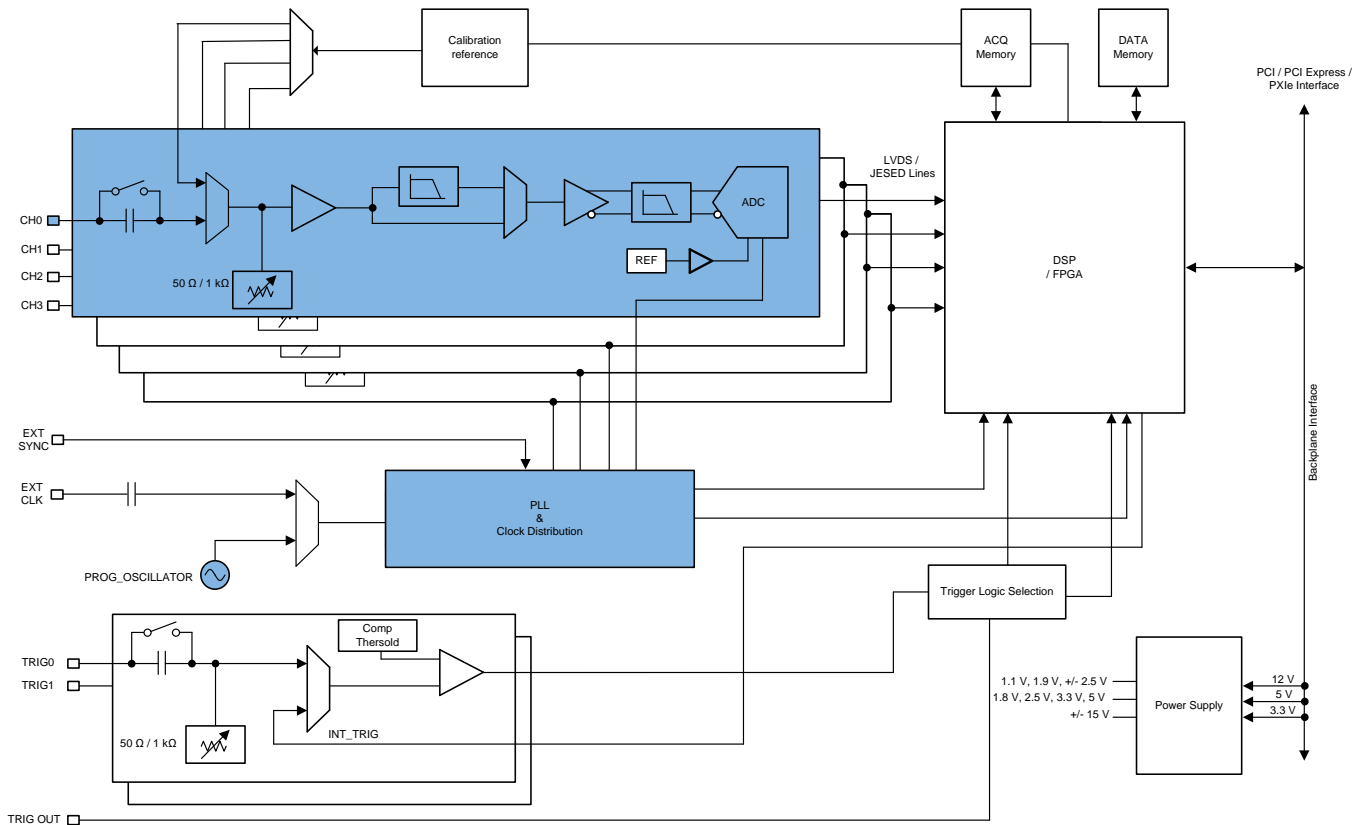 Calibration
reference
ACQ
Memory
DATA
Memory
PCI / PCI Express /
PXIe Interface
LVDS /
JESED Lines
CH0
CH1
CH2
CH3
50 Ω / 1 kΩ
REF
ADC
DSP
/ FPGA
Backplane Interface
EXT
SYNC
EXT
CLK
PROG_OSCILLATOR
PLL
&
Clock Distribution
Trigger Logic Selection
TRIG0
TRIG1
Comp
Thersold
50 Ω / 1 kΩ
INT_TRIG
1.1 V, 1.9 V, +/- 2.5 V
1.8 V, 2.5 V, 3.3 V, 5 V
+/- 15 V
Power Supply
12 V
5 V
3.3 V
TRIG OUT